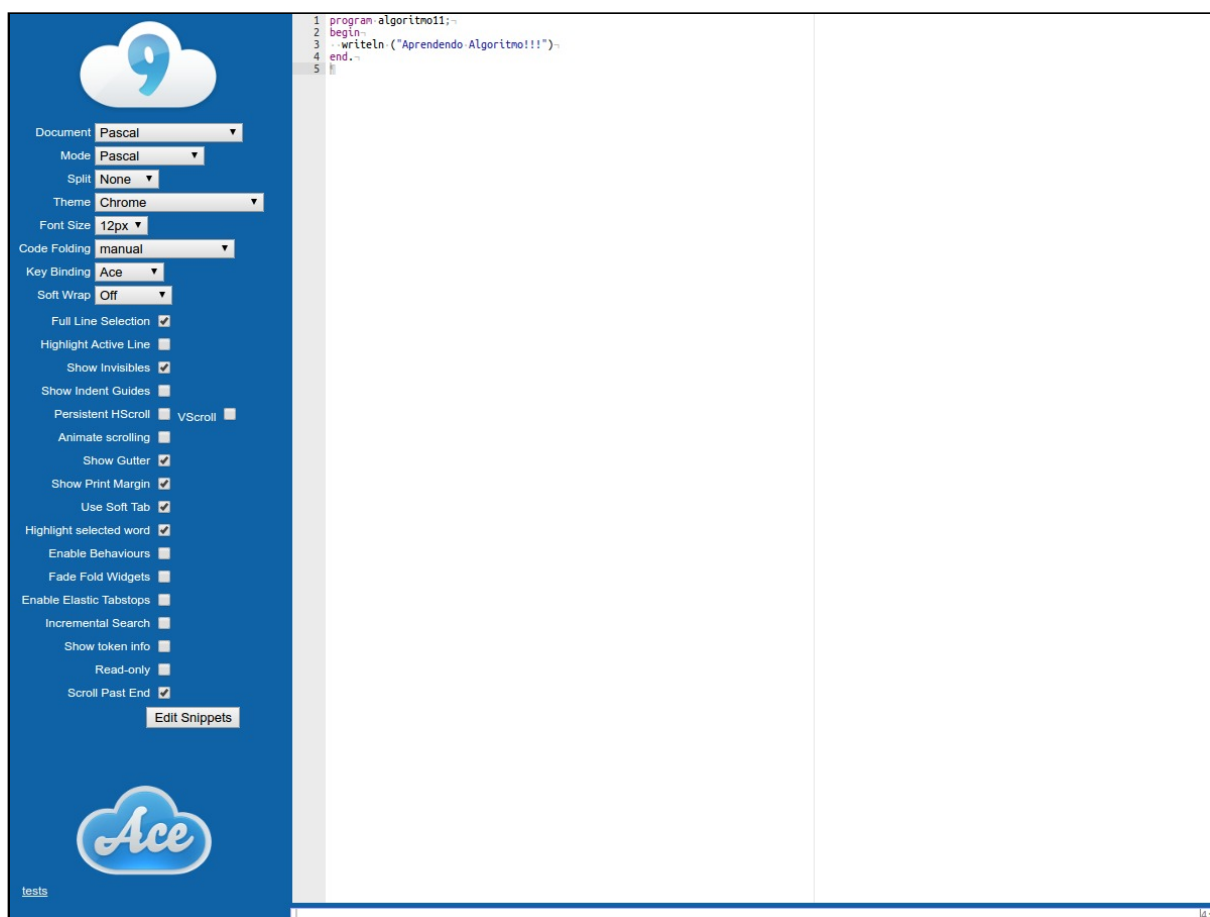 9
Document Pascal
Mode Pascal
Split None
Theme Chrome
Font Size 12px
Code Folding manual
Key Binding Ace
Soft Wrap Off
Full Line Selection
Highlight Active Line
Show Invisibles
Show Indent Guides
Persistent HScroll VScroll
Animate scrolling
Show Gutter
Show Print Margin
Use Soft Tab
Highlight selected word
Enable Behaviours
Fade Fold Widgets
Enable Elastic Tabstops
Incremental Search
Show token info
Read-only
Scroll Past End
Edit Snippets
Ace
tests
1 program·algoritmo11;¬
2 begin¬
3 ··writeln·("Aprendendo·Algoritmo!!!")¬
4 end.¬
5 ¶